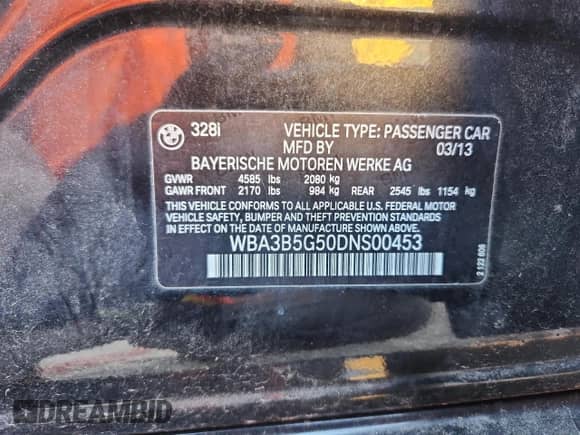 328i VEHICLE TYPE: PASSENGER CAR
MFD BY 03/13
BAYERISCHE MOTOREN WERKE AG
GVWR 4585 lbs 2080 kg
GAWR FRONT 2170 lbs 984 kg REAR 2545 lbs 1154 kg
THIS VEHICLE CONFORMS TO ALL APPLICABLE U.S. FEDERAL MOTOR
VEHICLE SAFETY, BUMPER AND THEFT PREVENTION STANDARDS
IN EFFECT ON THE DATE OF MANUFACTURE SHOWN ABOVE.
WBA3B5G50DNS00453
DREAMBID